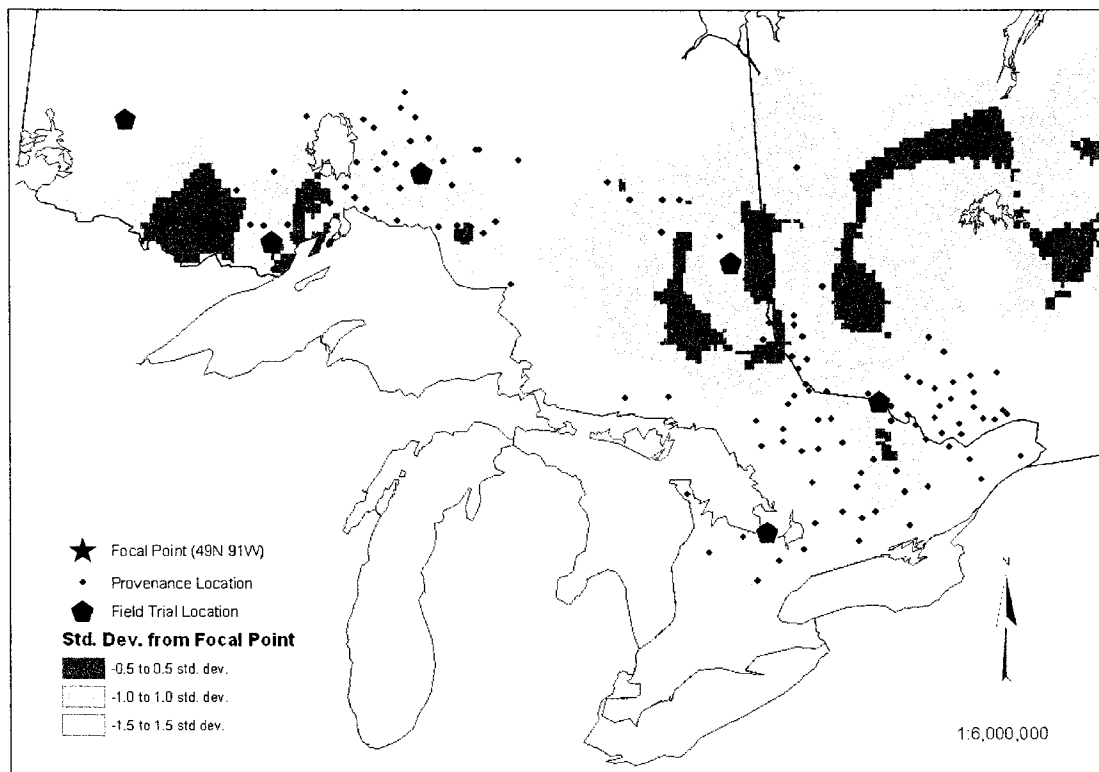 Focal Point (49N 91W)
Provenance Location
Field Trial Location
Std. Dev. from Focal Point
-0.5 to 0.5 std. dev.
-1.0 to 1.0 std. dev.
-1.5 to 1.5 std dev.
N
1:6,000,000